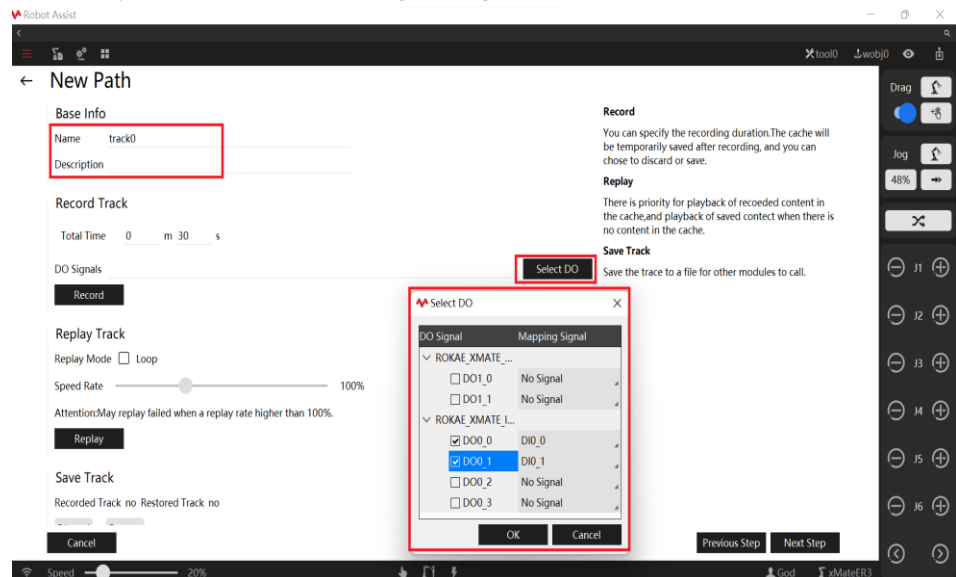 Robot Assist
tool0 wobj0
New Path
Base Info
Name track0
Description
Record Track
Total Time 0 m 30 s
DO Signals Select DO
Record
Replay Track
Replay Mode Loop
Speed Rate 100%
Attention:May replay failed when a replay rate higher than 100%.
Replay
Save Track
Recorded Track no Restored Track no
Cancel
Record
You can specify the recording duration.The cache will
be temporarily saved after recording, and you can
chose to discard or save.
Replay
There is priority for playback of recoeded content in
the cache,and playback of saved contect when there is
no content in the cache.
Save Track
Save the trace to a file for other modules to call.
Select DO
DO Signal Mapping Signal
ROKAE_XMATE_...
DO1_0 No Signal
DO1_1 No Signal
ROKAE_XMATE_I...
DO0_0 DI0_0
DO0_1 DI0_1
DO0_2 No Signal
DO0_3 No Signal
OK Cancel
Previous Step Next Step
Drag
Jog
48%
J1
J2
J3
J4
J5
J6
Speed 20%
God xMateER3